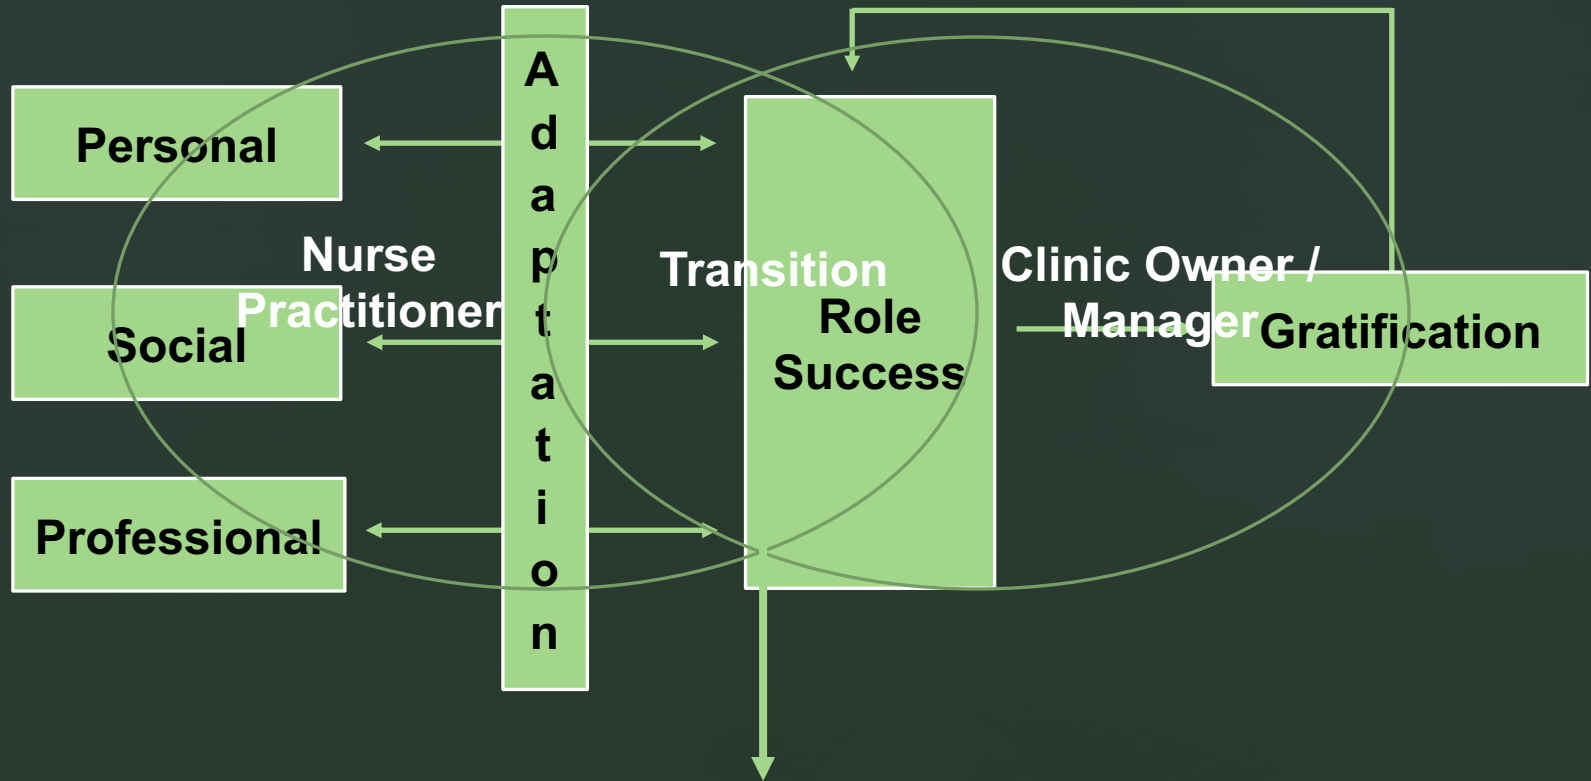 Personal
Social
Professional
Nurse
Practitioner
A
d
a
p
t
a
t
i
o
n
Transition
Role
Success
Clinic Owner /
Manager
Gratification